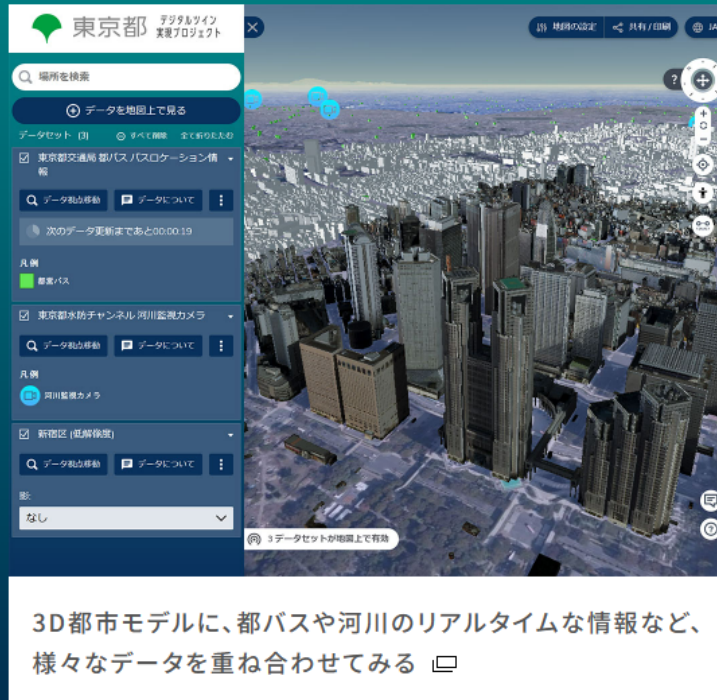 東京都 デジタルツイン
実現プロジェクト
地図の設定
共有/印刷
JA
場所を検索
データを地図上で見る
データセット (3) すべて削除 全て折りたたむ
東京都交通局 都バス バスロケーション情
報
データ視点移動 データについて
次のデータ更新まであと00:00:19
凡例
都営バス
東京都水防チャンネル 河川監視カメラ
データ視点移動 データについて
凡例
河川監視カメラ
新宿区 (低解像度)
データ視点移動 データについて
影:
なし
3 データセットが地図上で有効
3D都市モデルに、都バスや河川のリアルタイムな情報など、
様々なデータを重ね合わせてみる